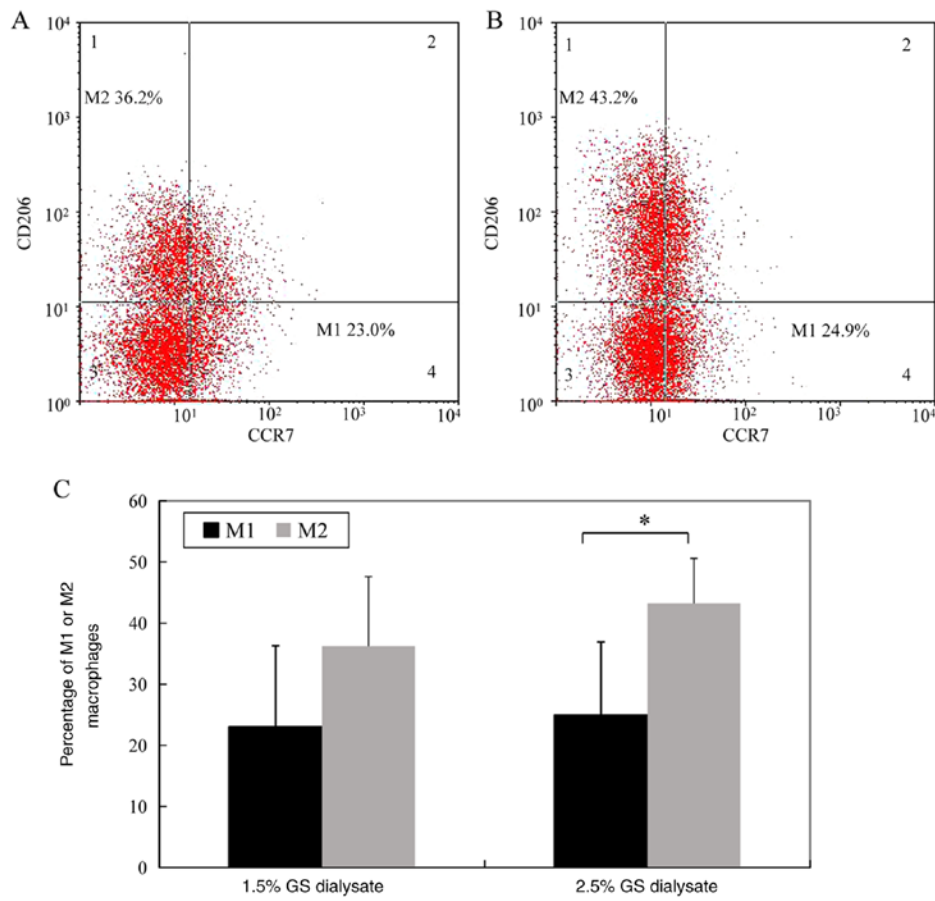 A
B
10⁴
1
2
M2 36.2%
10³
CD206
10²
10¹
M1 23.0%
3
4
10⁰
10¹
10²
10³
10⁴
CCR7
10⁴
1
2
M2 43.2%
10³
CD206
10²
10¹
M1 24.9%
3
4
10⁰
10¹
10²
10³
10⁴
CCR7
C
60
M1
M2
*
50
40
30
20
10
0
Percentage of M1 or M2
macrophages
1.5% GS dialysate
2.5% GS dialysate